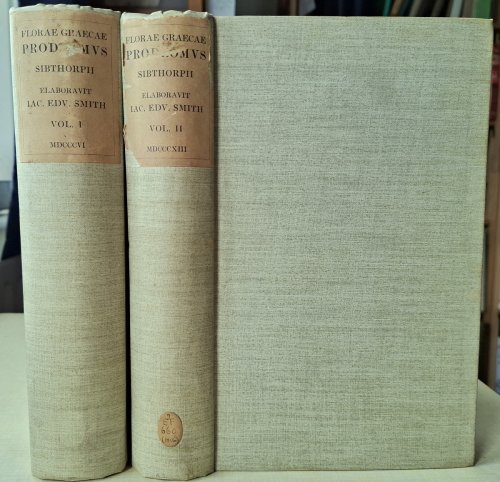 FLORAE GRAECAE
PRODROMVS
SIBTHORPII
ELABORAVIT
IAC. EDV. SMITH
VOL. I
MDCCCVI
FLORAE GRAECAE
PRODROMVS
SIBTHORPII
ELABORAVIT
IAC. EDV. SMITH
VOL. II
MDCCCXIII